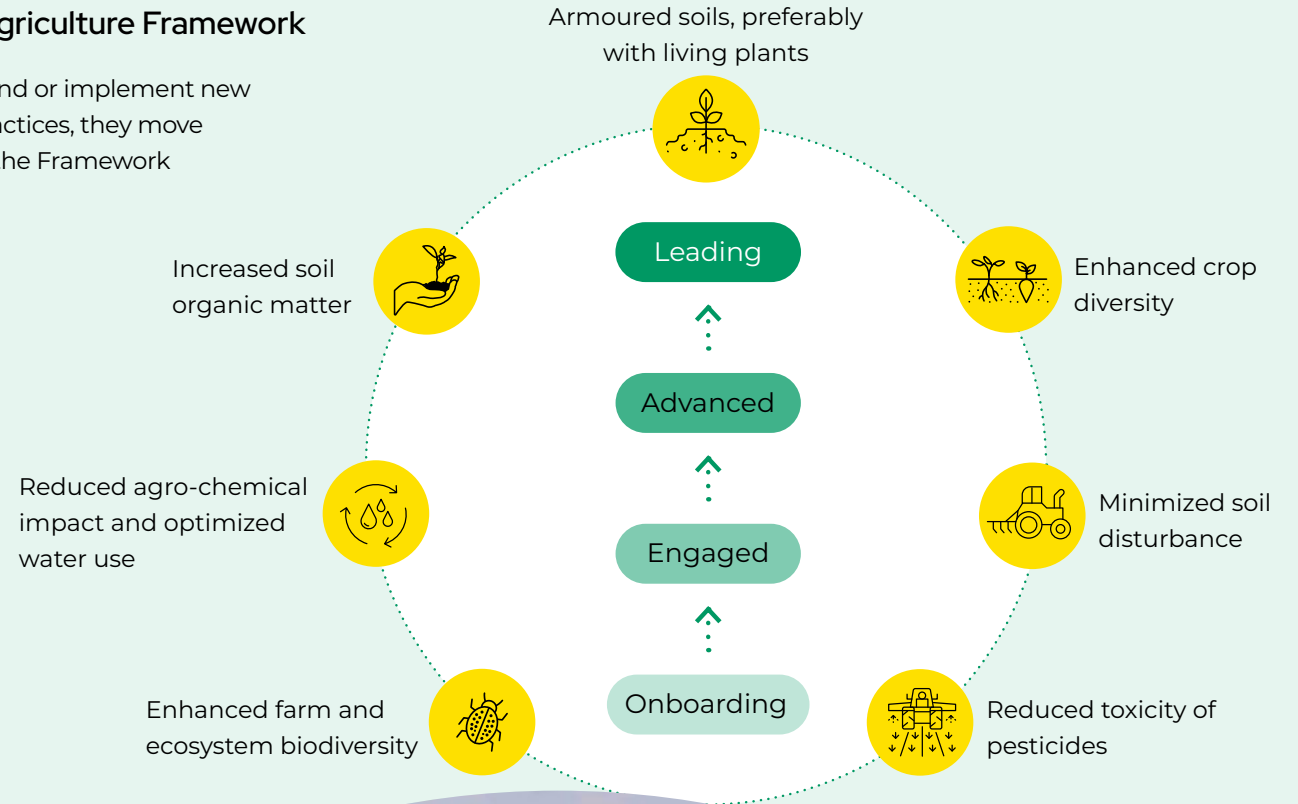 griculture Framework
nd or implement new
actices, they move
the Framework
Armoured soils, preferably
with living plants
Leading
Increased soil
organic matter
Enhanced crop
diversity
Advanced
Reduced agro-chemical
impact and optimized
water use
Minimized soil
disturbance
Engaged
Onboarding
Enhanced farm and
ecosystem biodiversity
Reduced toxicity of
pesticides